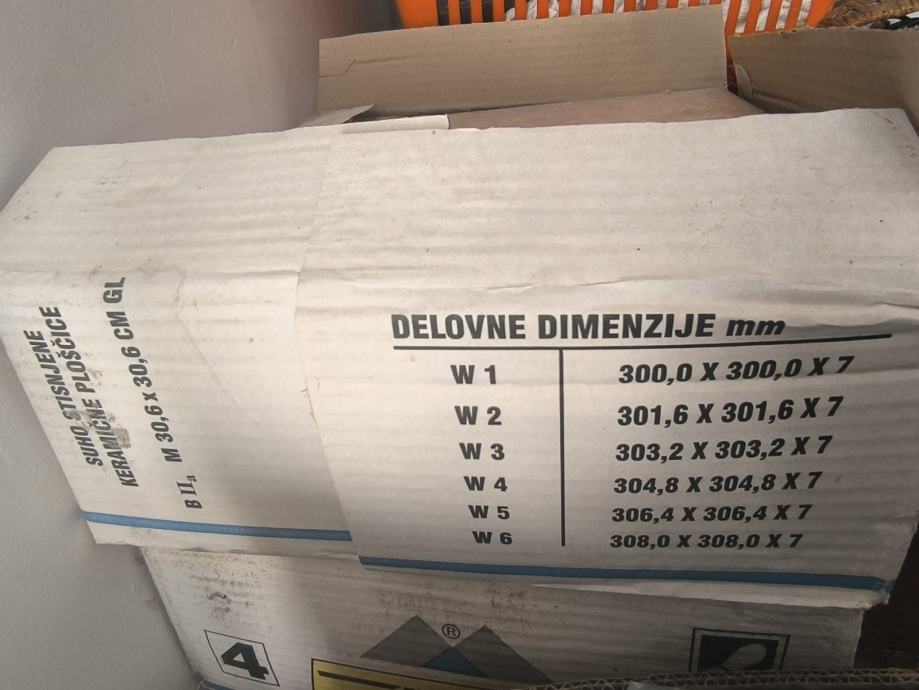 SUHO STISNJENE
KERAMIČNE PLOŠČICE
B IIa M 30,6 x 30,6 CM GL
DELOVNE DIMENZIJE mm
W 1 300,0 X 300,0 X 7
W 2 301,6 X 301,6 X 7
W 3 303,2 X 303,2 X 7
W 4 304,8 X 304,8 X 7
W 5 306,4 X 306,4 X 7
W 6 308,0 X 308,0 X 7
®
4